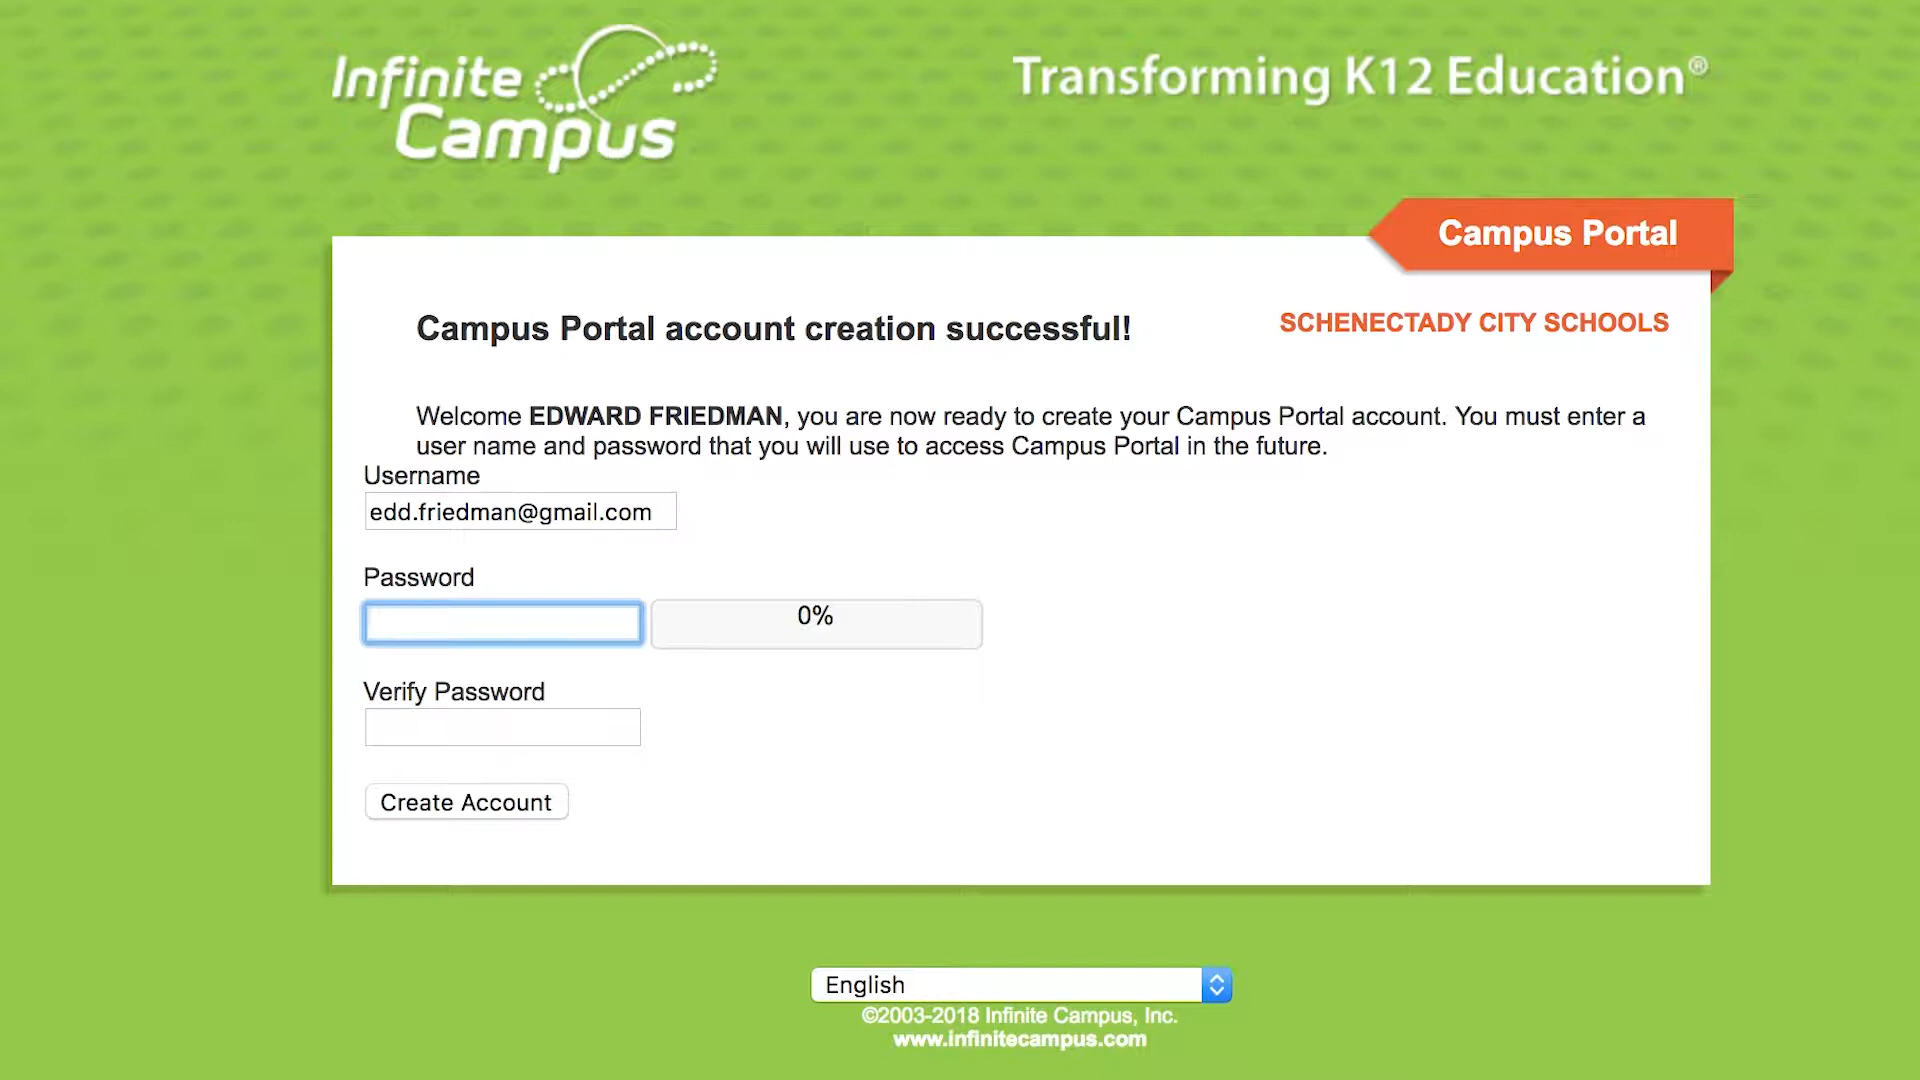 Infinite Campus
Transforming K12 Education®
Campus Portal
Campus Portal account creation successful!
SCHENECTADY CITY SCHOOLS
Welcome EDWARD FRIEDMAN, you are now ready to create your Campus Portal account. You must enter a
user name and password that you will use to access Campus Portal in the future.
Username
edd.friedman@gmail.com
Password
0%
Verify Password
Create Account
English
©2003-2018 Infinite Campus, Inc.
www.infinitecampus.com